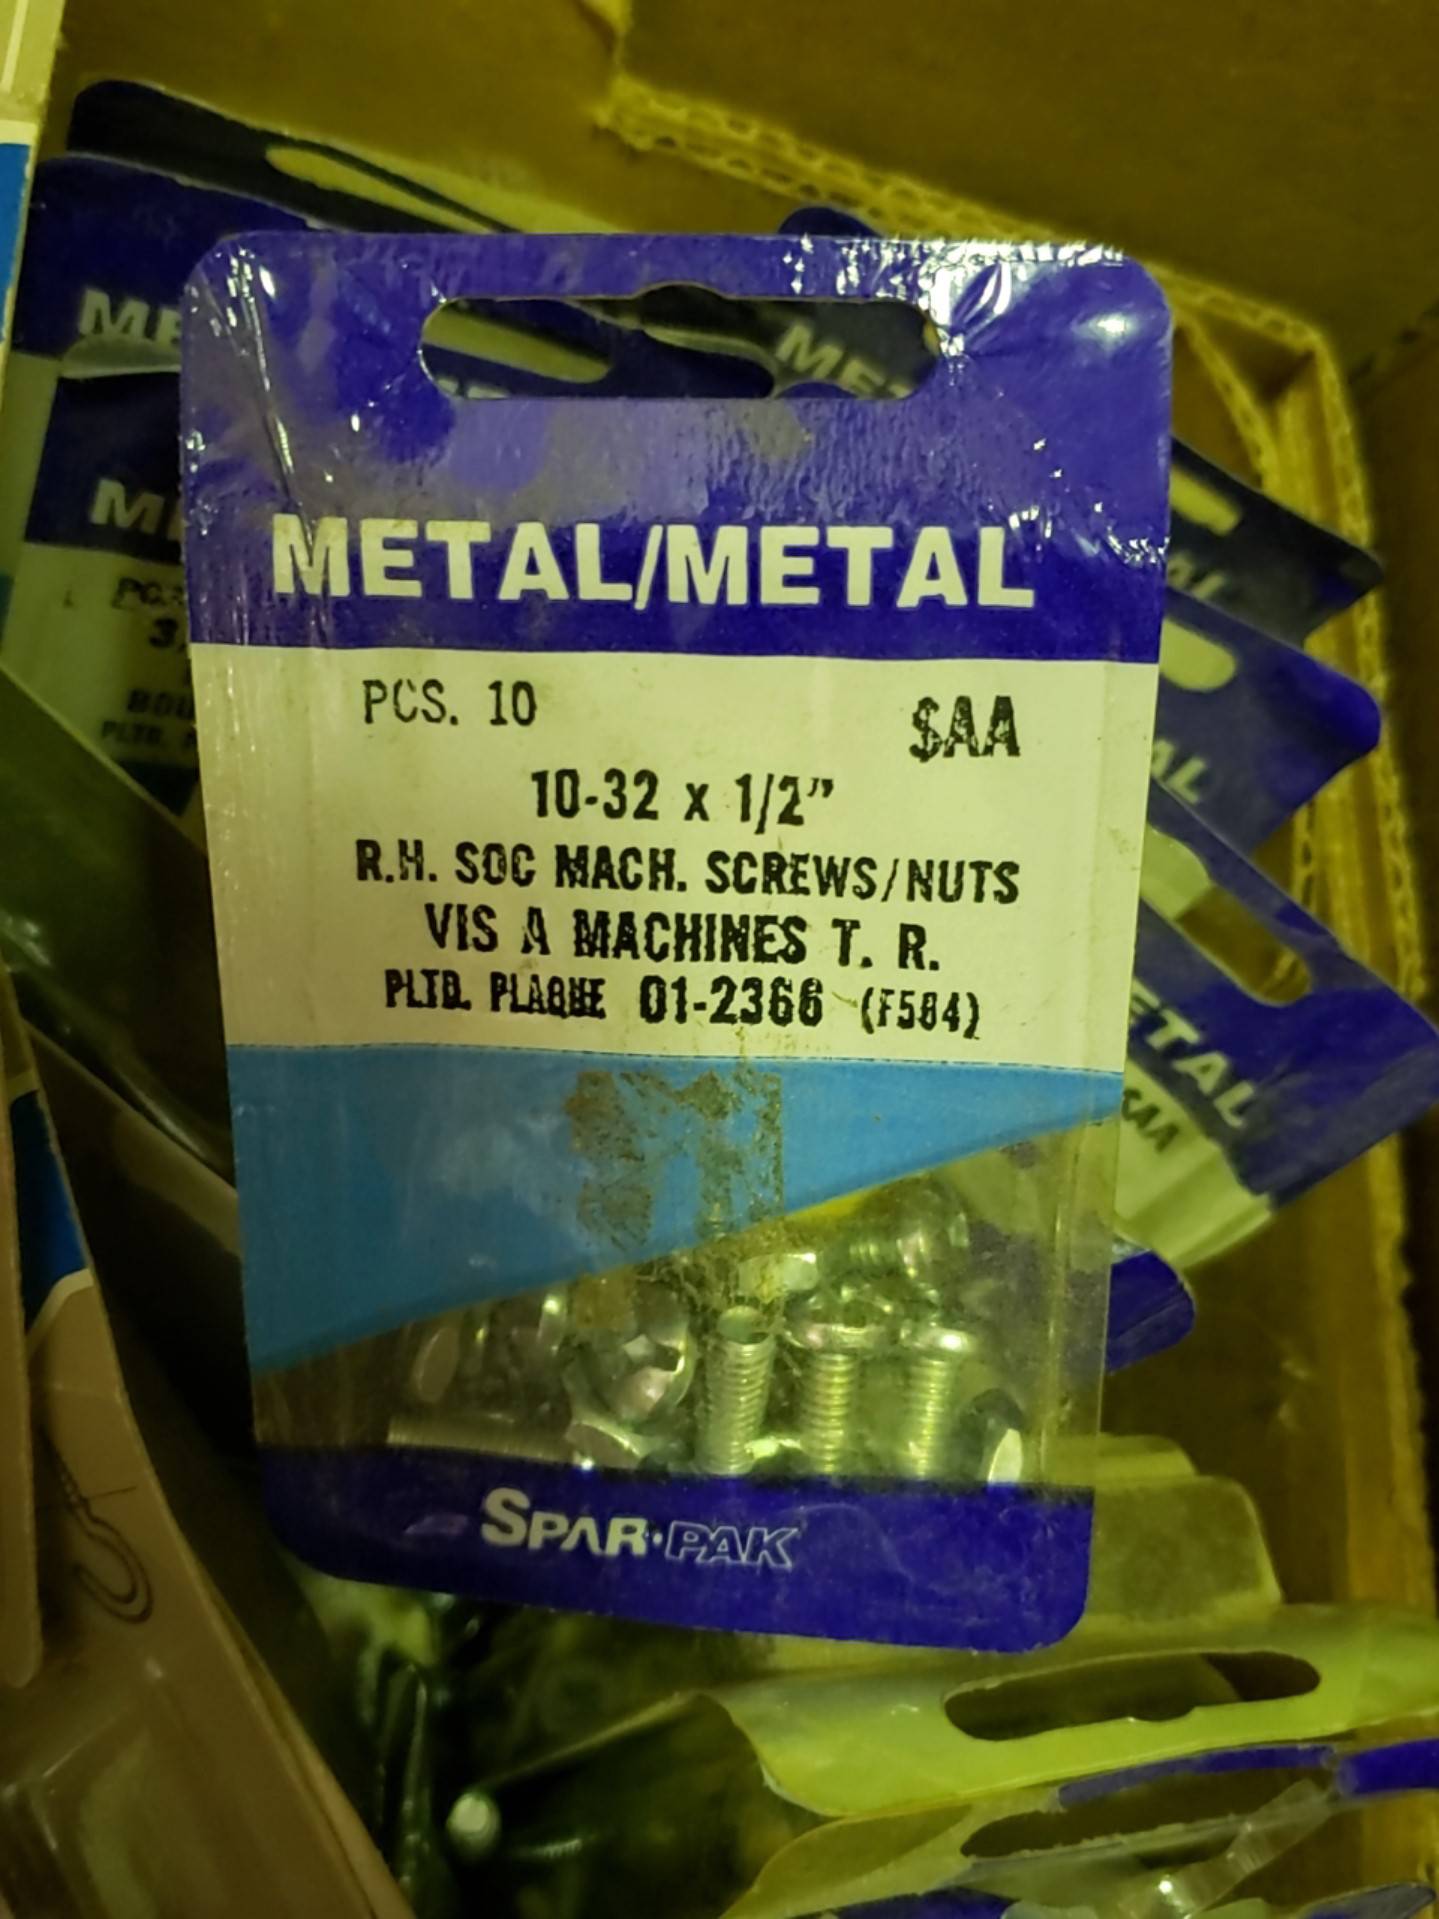 METAL/METAL
PCS. 10 $AA
10-32 x 1/2"
R.H. SOC MACH. SCREWS/NUTS
VIS A MACHINES T. R.
PLTD. PLAQUE 01-2366 (F584)
SPAR·PAK
ETAL